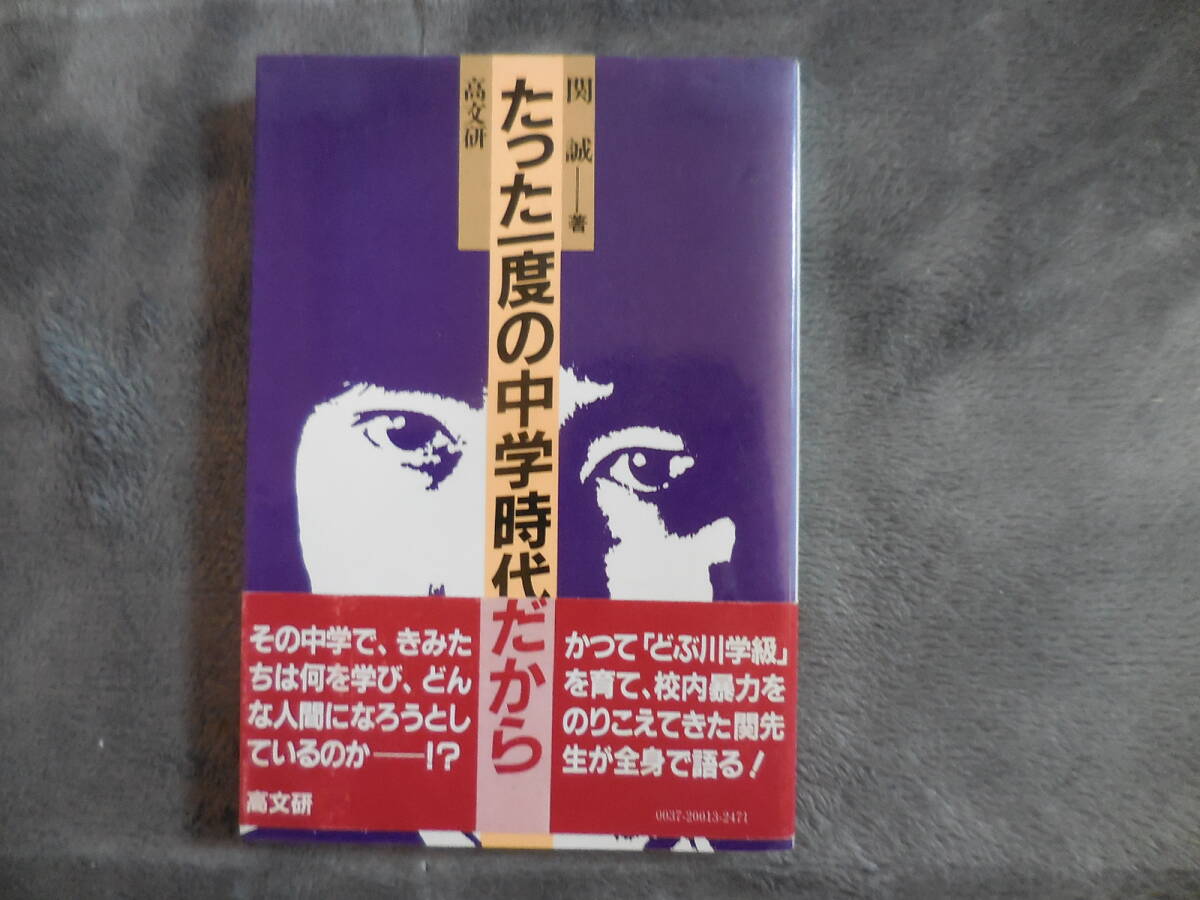 関 誠――著
たった一度の中学時代だから
高文研
かつて「どぶ川学級」
を育て、校内暴力を
のりこえてきた関先
生が全身で語る！
その中学で、きみた
ちは何を学び、どん
な人間になろうとし
ているのか――!?
高文研
0037-20013-2471